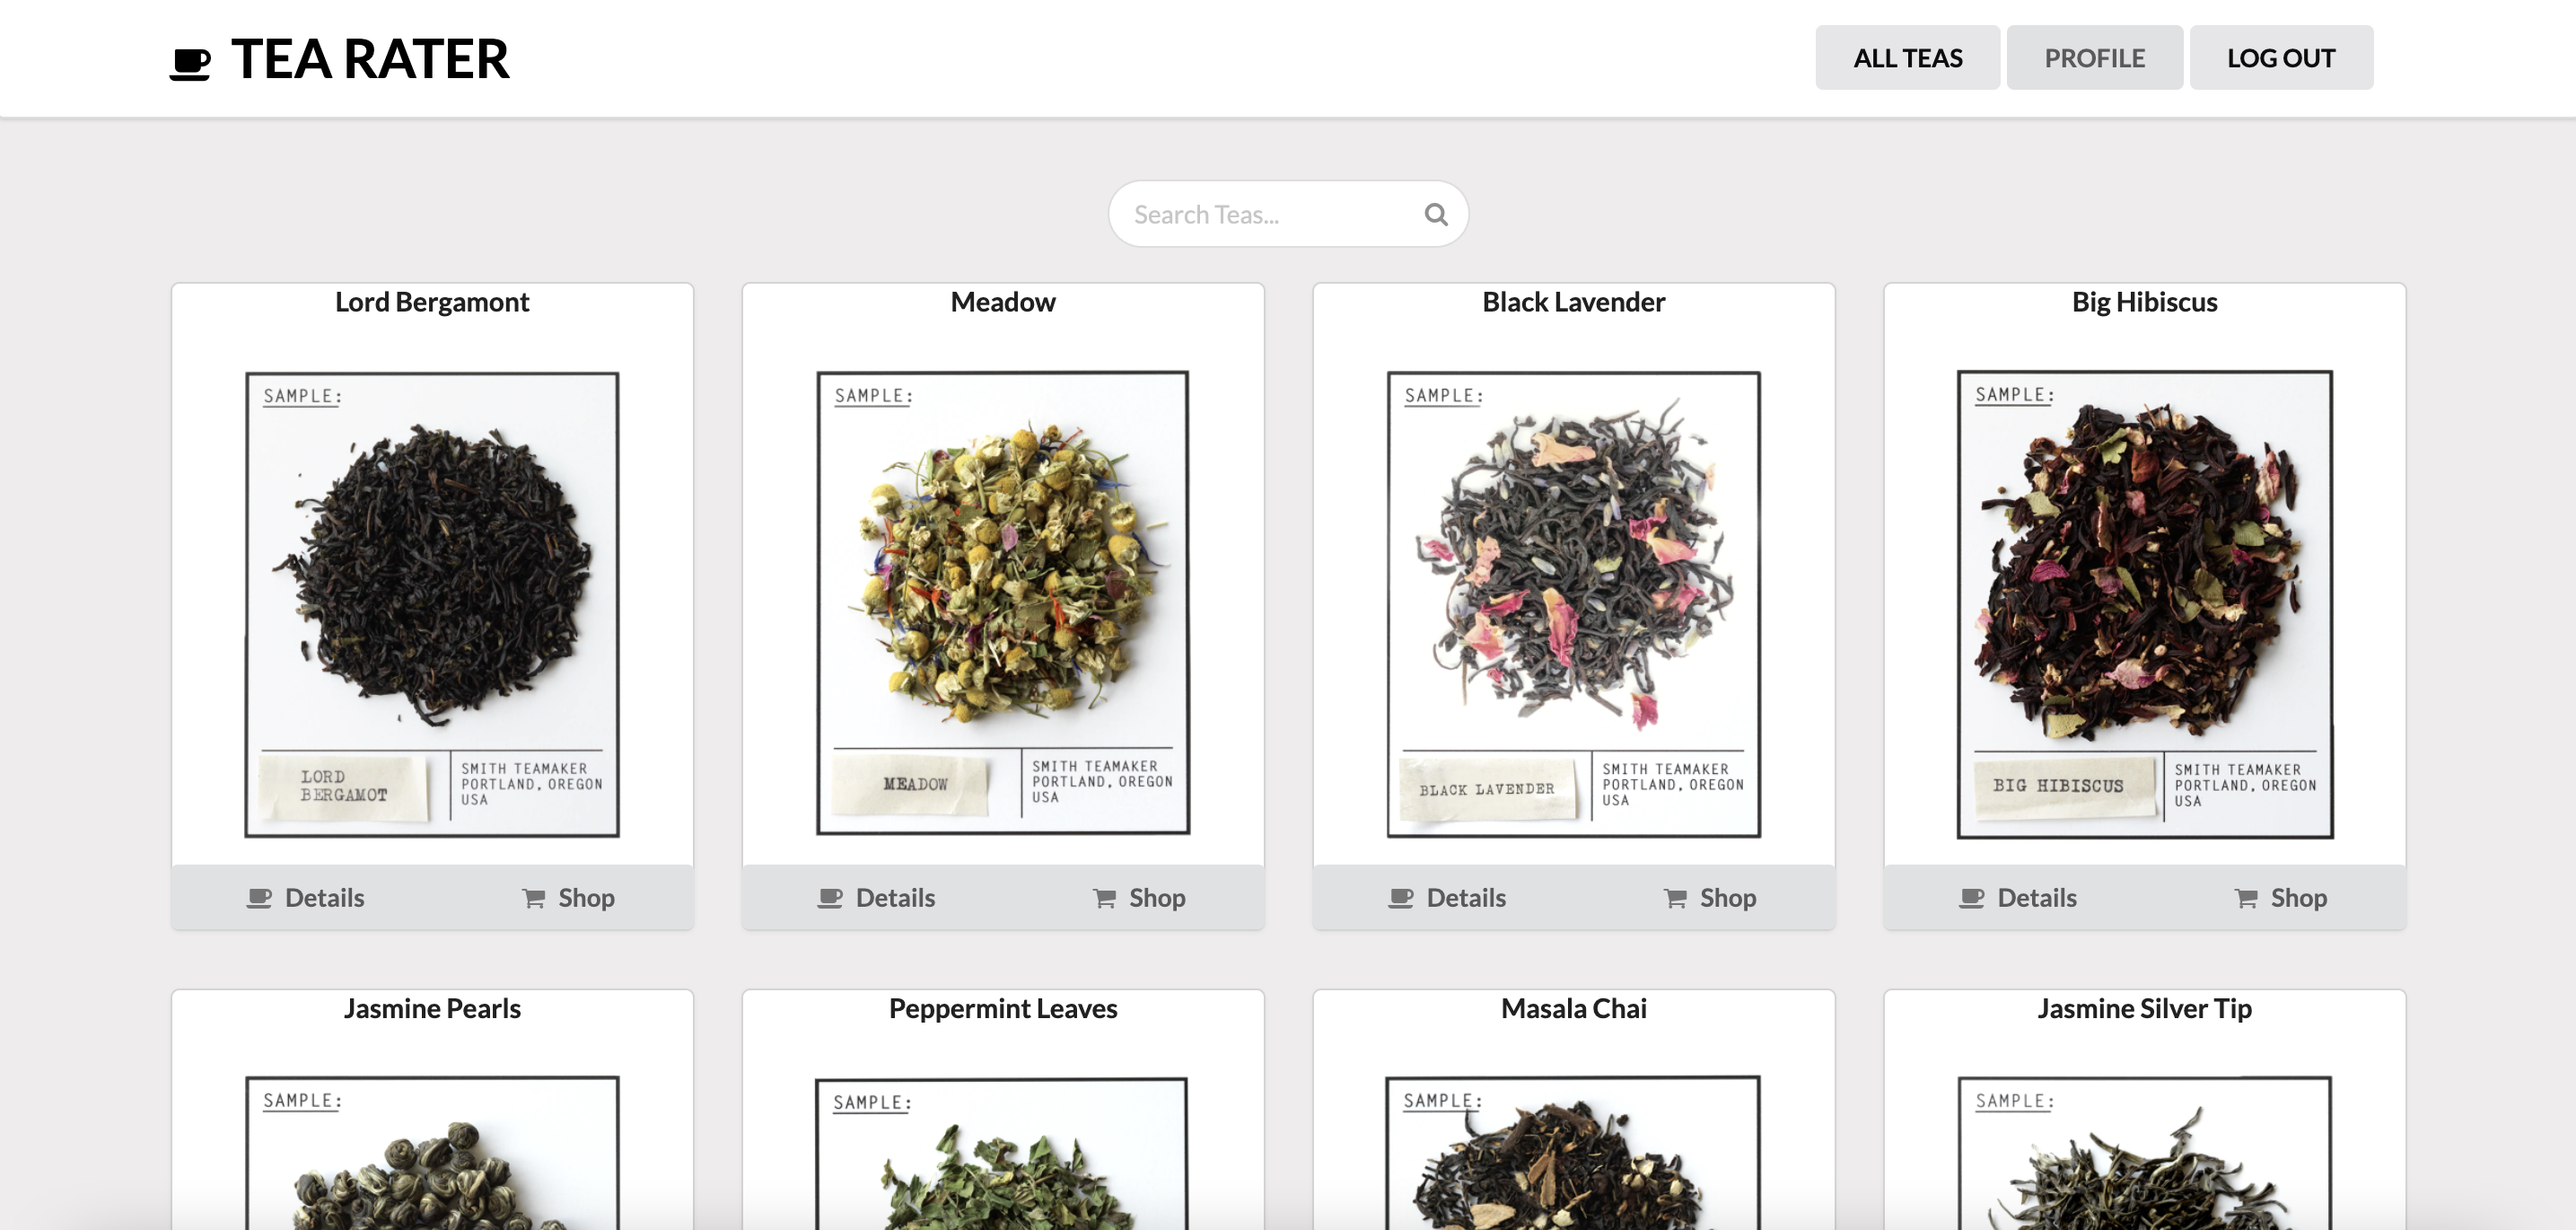 TEA RATER
ALL TEAS
PROFILE
LOG OUT
Search Teas...
Lord Bergamont
Meadow
Black Lavender
Big Hibiscus
SAMPLE:
SAMPLE:
SAMPLE:
SAMPLE:
LORD
BERGAMOT
SMITH TEAMAKER
PORTLAND, OREGON
USA
MEADOW
SMITH TEAMAKER
PORTLAND, OREGON
USA
BLACK LAVENDER
SMITH TEAMAKER
PORTLAND, OREGON
USA
BIG HIBISCUS
SMITH TEAMAKER
PORTLAND, OREGON
USA
Details
Shop
Details
Shop
Details
Shop
Details
Shop
Jasmine Pearls
Peppermint Leaves
Masala Chai
Jasmine Silver Tip
SAMPLE:
SAMPLE:
SAMPLE:
SAMPLE: